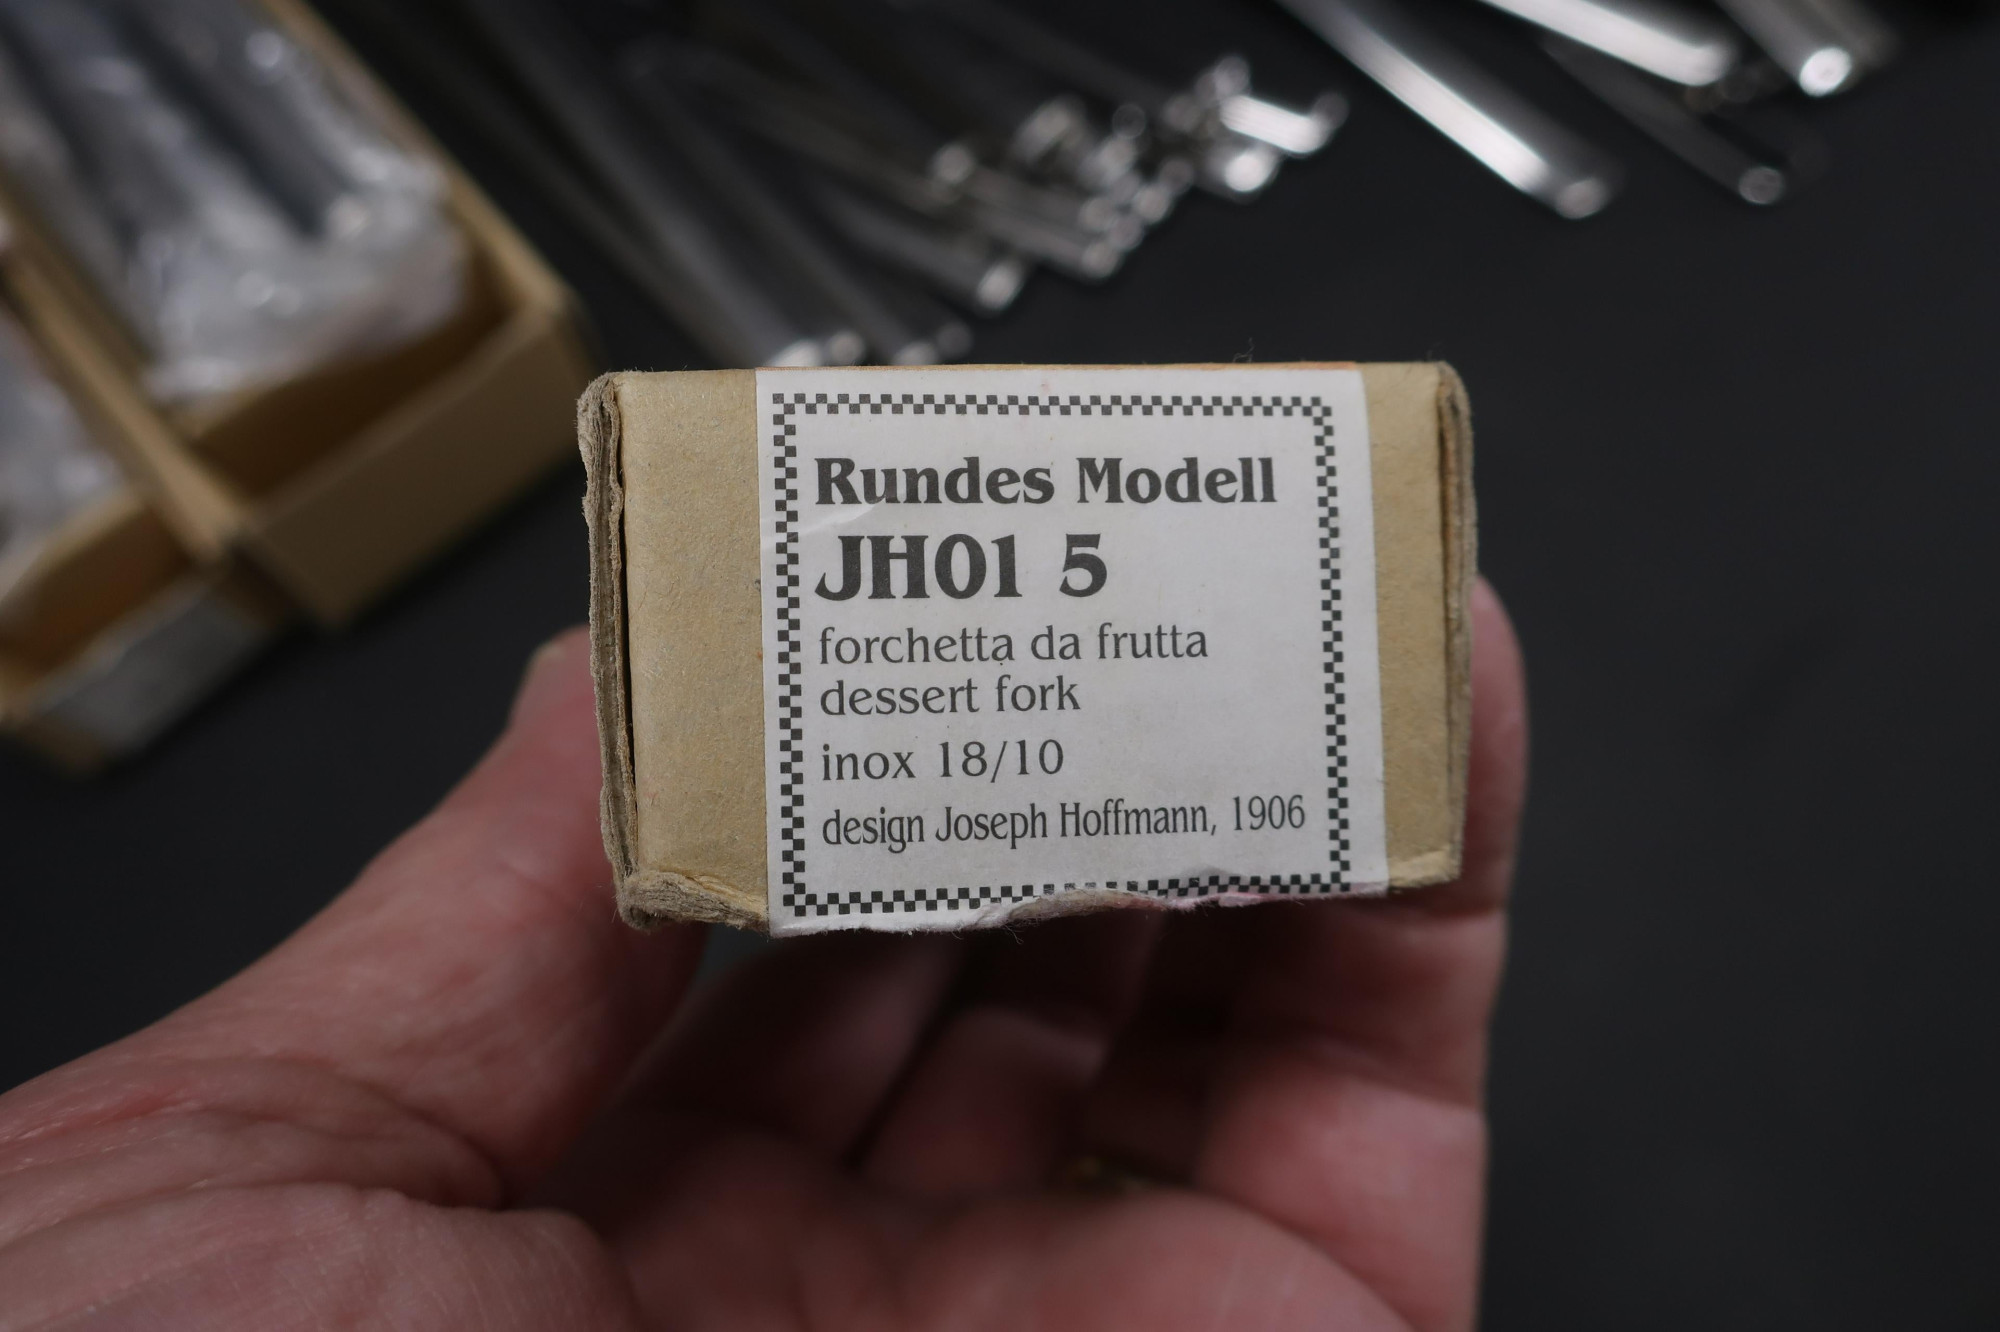 Rundes Modell
JH01 5
forchetta da frutta
dessert fork
inox 18/10
design Joseph Hoffmann, 1906